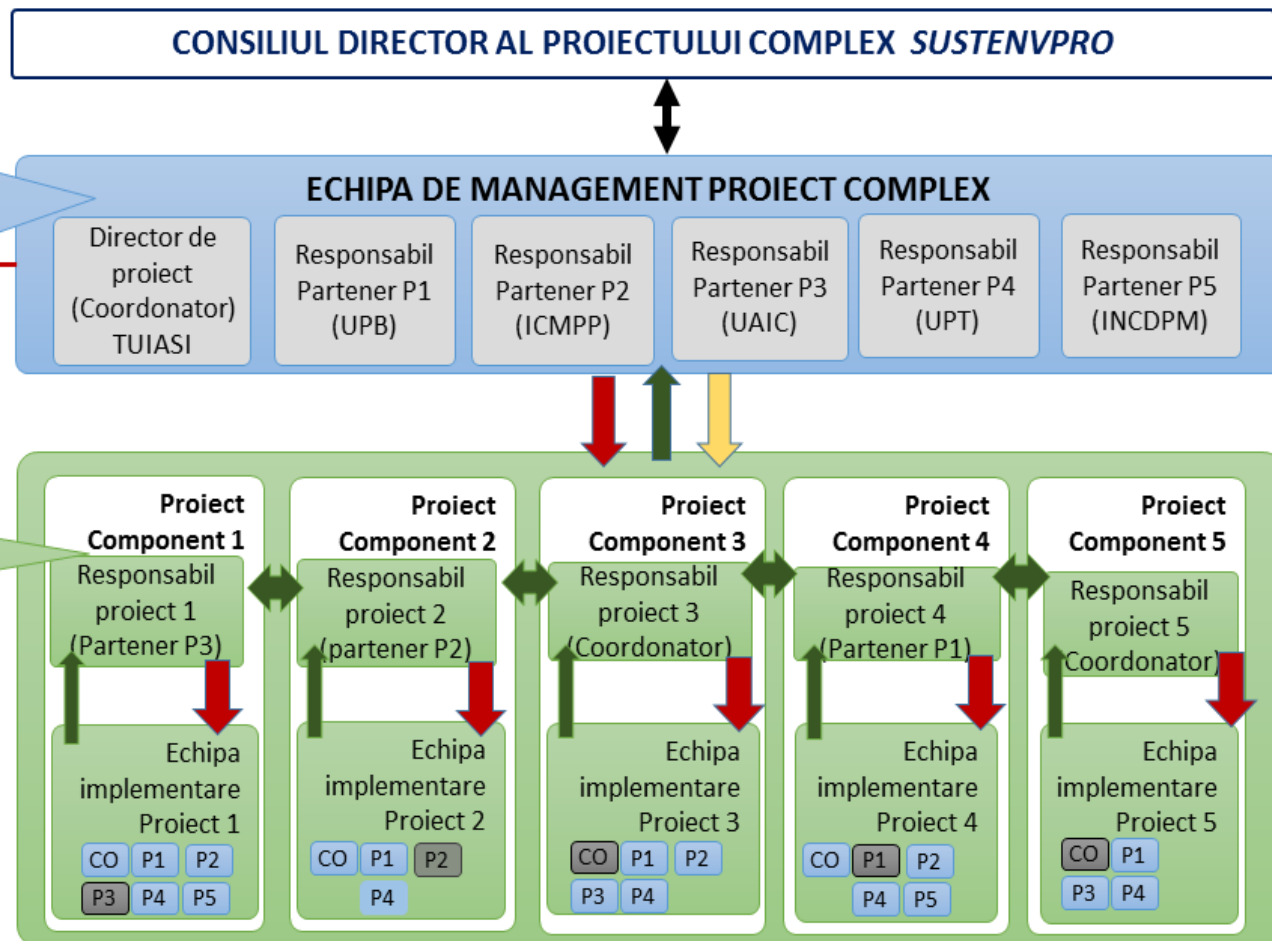 CONSILIUL DIRECTOR AL PROIECTULUI COMPLEX SUSTENVPRO
ECHIPA DE MANAGEMENT PROIECT COMPLEX
Director de
proiect
(Coordonator)
TUIASI
Responsabil
Partener P1
(UPB)
Responsabil
Partener P2
(ICMPP)
Responsabil
Partener P3
(UAIC)
Responsabil
Partener P4
(UPT)
Responsabil
Partener P5
(INCDPM)
Proiect
Component 1
Responsabil
proiect 1
(Partener P3)
Echipa
implementare
Proiect 1
CO P1 P2
P3 P4 P5
Proiect
Component 2
Responsabil
proiect 2
(partener P2)
Echipa
implementare
Proiect 2
CO P1 P2
P4
Proiect
Component 3
Responsabil
proiect 3
(Coordonator)
Echipa
implementare
Proiect 3
CO P1 P2
P3 P4
Proiect
Component 4
Responsabil
proiect 4
(Partener P1)
Echipa
implementare
Proiect 4
CO P1 P2
P4 P5
Proiect
Component 5
Responsabil
proiect 5
(Coordonator)
Echipa
implementare
Proiect 5
CO P1
P3 P4